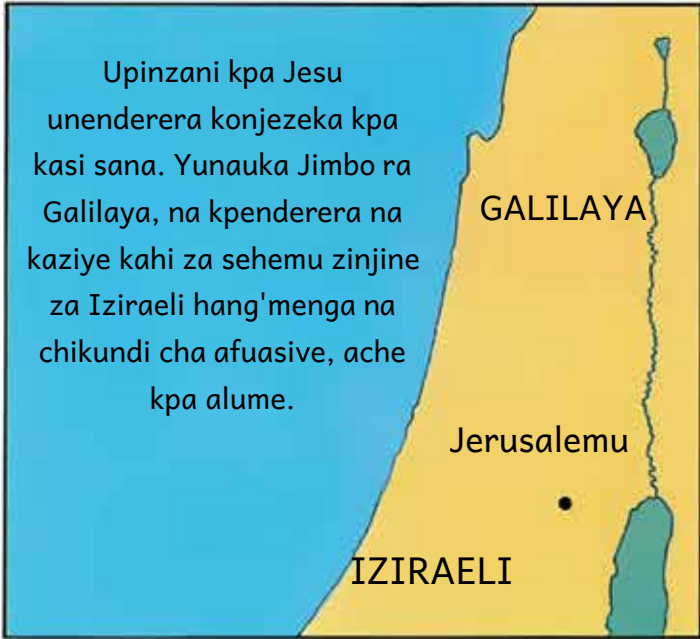 Upinzani kpa Jesu
unenderera konjezeka kpa
kasi sana. Yunauka Jimbo ra
Galilaya, na kpenderera na
kaziye kahi za sehemu zinjine
za Iziraeli hang'menga na
chikundi cha afuasive, ache
kpa alume.
GALILAYA
Jerusalemu
IZIRAELI